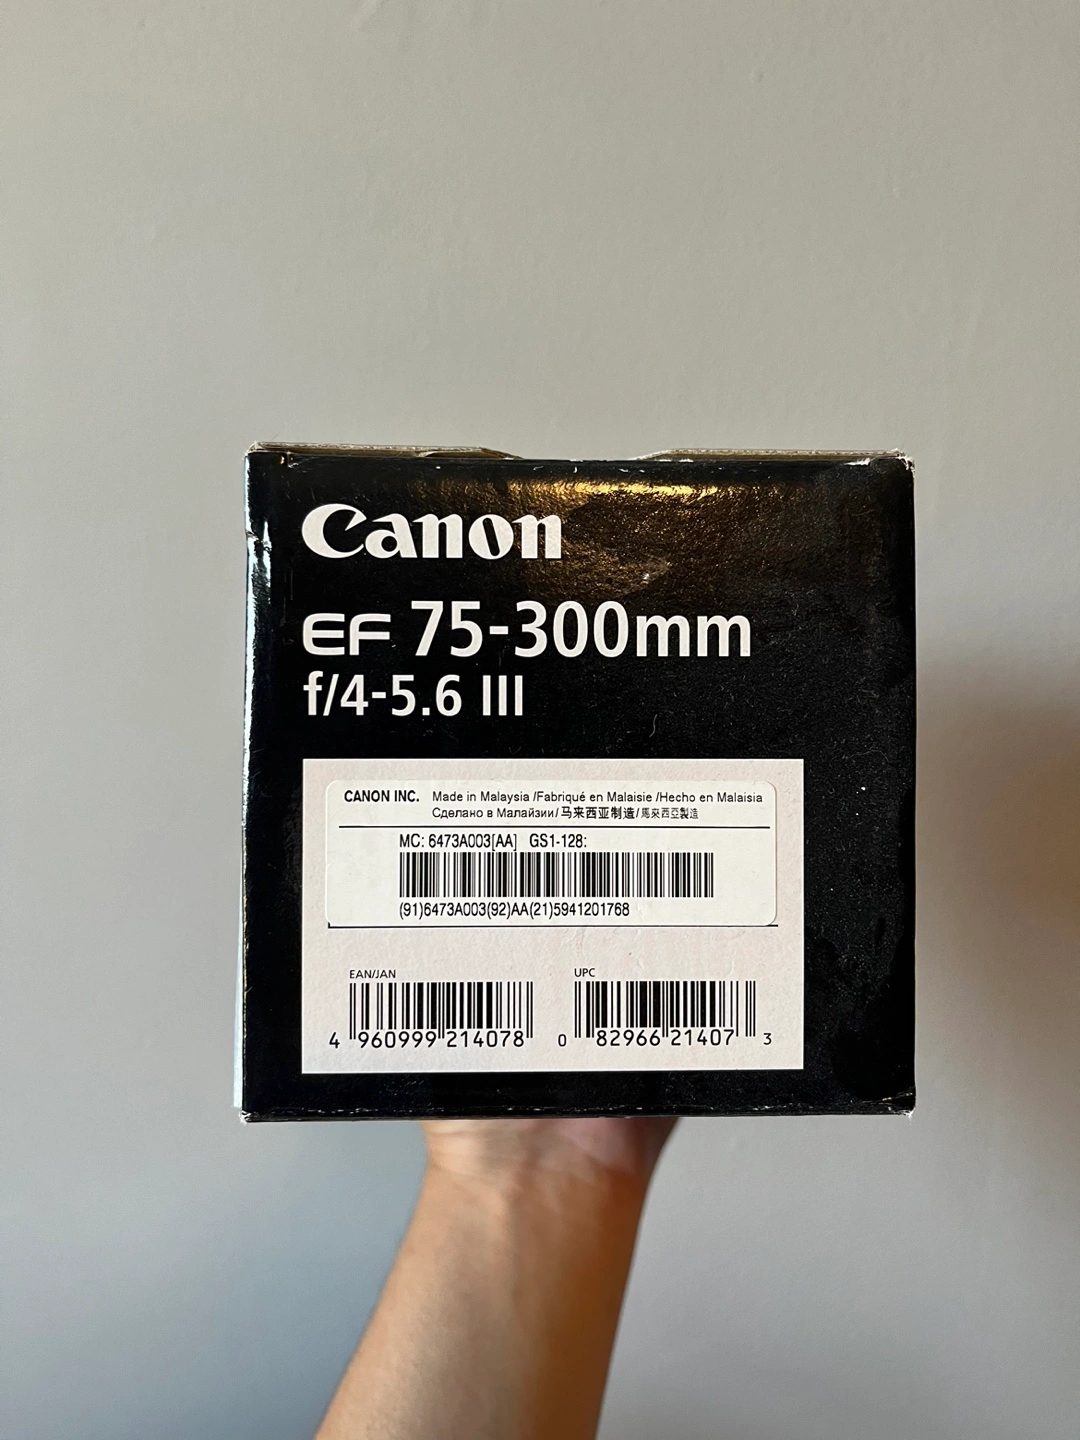 Canon
EF 75-300mm
f/4-5.6 III
CANON INC. Made in Malaysia /Fabriqué en Malaisie /Hecho en Malaisia
Сделано в Малайзии/ 马来西亚制造/ 馬來西亞製造
MC: 6473A003[AA] GS1-128:
(91)6473A003(92)AA(21)5941201768
EAN/JAN UPC
4 960999 214078 0 82966 21407 3